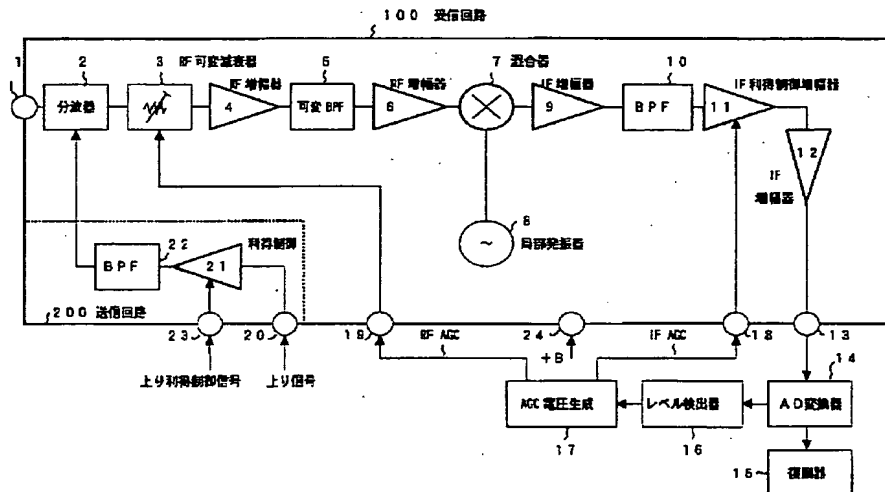 100 受信回路
1
2
3 RF可変減衰器
RF増幅器
5
RF増幅器
7 混合器
IF増幅器
10
IF利得制御増幅器
分波器
4
可変BPF
6
9
BPF
11
12
IF
増幅器
8
~
局部発振器
22
利得制御
BPF
21
200 送信回路
23
20
19
RF AGC
24
IF AGC
18
13
+B
上り利得制御信号
上り信号
14
AGC電圧生成
レベル検出器
AD変換器
17
16
15
復調器